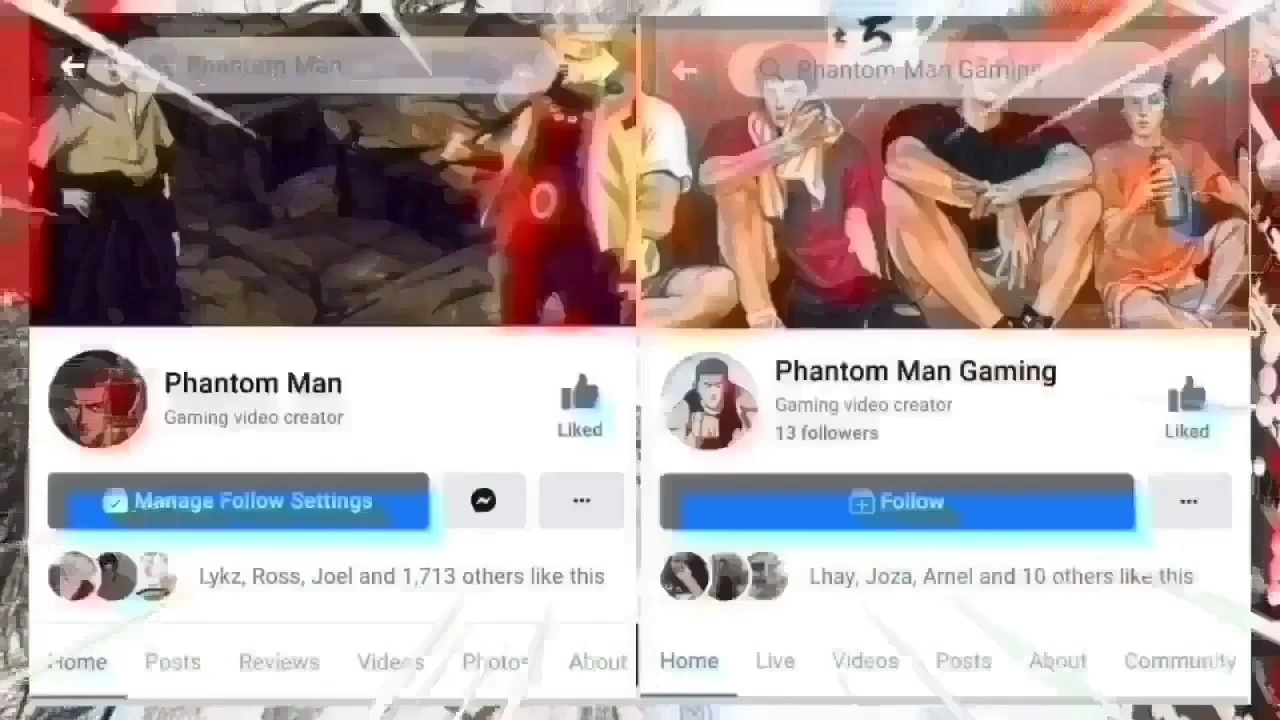 Phantom Man
Phantom Man
Gaming video creator
Liked
Manage Follow Settings
Lykz, Ross, Joel and 1,713 others like this
Home Posts Reviews Videos Photos About
Phantom Man Gaming
Phantom Man Gaming
Gaming video creator
13 followers
Liked
Follow
Lhay, Joza, Arnel and 10 others like this
Home Live Videos Posts About Community